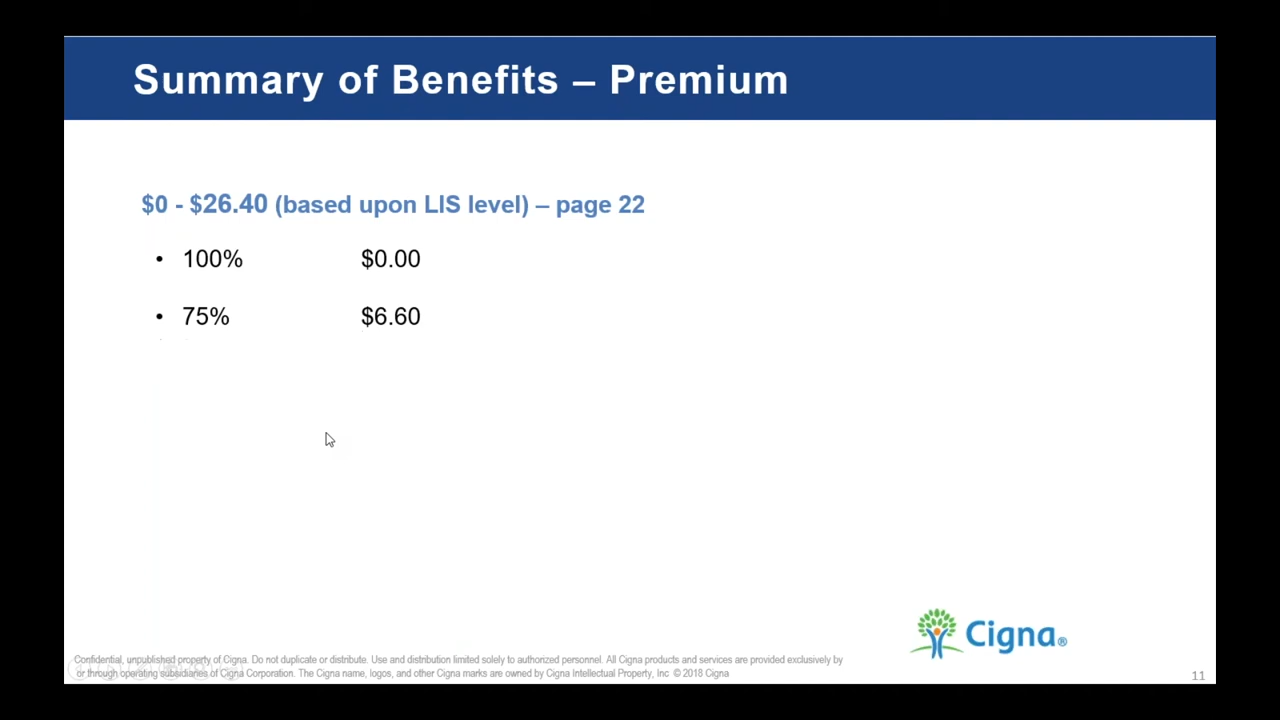 Summary of Benefits – Premium
$0 - $26.40 (based upon LIS level) – page 22
• 100% $0.00
• 75% $6.60
Cigna®
Confidential, unpublished property of Cigna. Do not duplicate or distribute. Use and distribution limited solely to authorized personnel. All Cigna products and services are provided exclusively by
or through operating subsidiaries of Cigna Corporation. The Cigna name, logos, and other Cigna marks are owned by Cigna Intellectual Property, Inc © 2018 Cigna
11